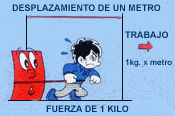 DESPLAZAMIENTO DE UN METRO
TRABAJO
1kg. x metro
FUERZA DE 1 KILO